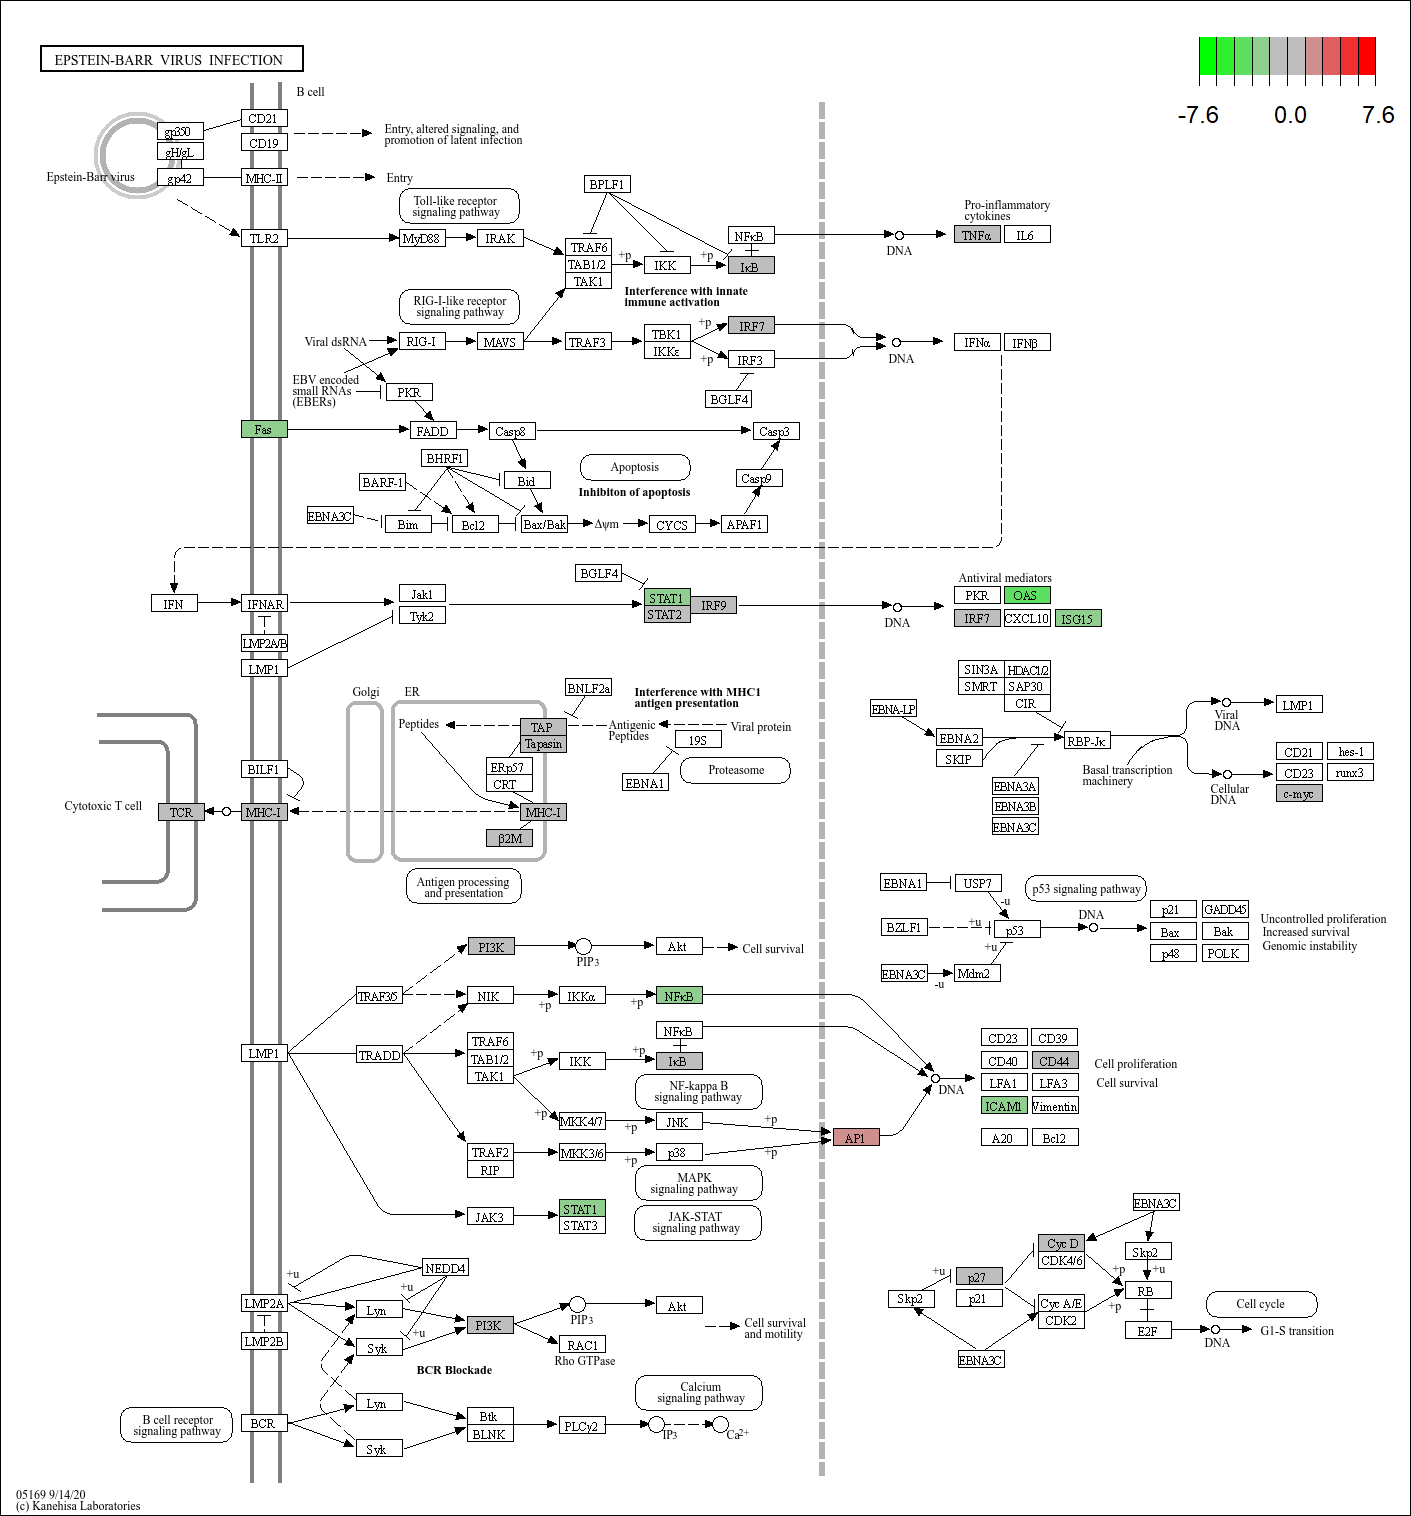 EPSTEIN-BARR VIRUS INFECTION
-7.6 0.0 7.6
B cell
CD21
gp350
CD19
gH/gL
Entry, altered signaling, and
promotion of latent infection
Epstein-Barr virus
gp42
MHC-II
Entry
BPLF1
Toll-like receptor
signaling pathway
Pro-inflammatory
cytokines
TLR2
MyD88
IRAK
TRAF6
TAB1/2
TAK1
+p
IKK
+p
NFκB
IκB
DNA
TNFα
IL6
Interference with innate
immune activation
RIG-I-like receptor
signaling pathway
Viral dsRNA
RIG-I
MAVS
TRAF3
TBK1
IKKε
+p
+p
IRF7
IRF3
DNA
IFNα
IFNβ
EBV encoded
small RNAs
(EBERs)
PKR
BGLF4
Fas
FADD
Casp8
Casp3
BHRF1
Apoptosis
BARF-1
Bid
Casp9
Inhibiton of apoptosis
EBNA3C
Bim
Bcl2
Bax/Bak
Δψm
CYCS
APAF1
BGLF4
Antiviral mediators
IFN
IFNAR
Jak1
Tyk2
STAT1
STAT2
IRF9
DNA
PKR
OAS
IRF7
CXCL10
ISG15
LMP2A/B
LMP1
Golgi
ER
BNLF2a
Interference with MHC1
antigen presentation
Peptides
TAP
Tapasin
Antigenic
Peptides
Viral protein
19S
ERp57
CRT
EBNA1
Proteasome
BILF1
Cytotoxic T cell
TCR
MHC-I
MHC-I
β2M
Antigen processing
and presentation
SIN3A
HDAC1/2
SMRT
SAP30
CIR
EBNA-LP
EBNA2
SKIP
RBP-Jκ
Viral
DNA
LMP1
Basal transcription
machinery
Cellular
DNA
CD21
hes-1
CD23
runx3
c-myc
EBNA3A
EBNA3B
EBNA3C
EBNA1
USP7
p53 signaling pathway
-u
BZLF1
+u
p53
+u
DNA
p21
GADD45
Bax
Bak
p48
POLK
Uncontrolled proliferation
Increased survival
Genomic instability
EBNA3C
-u
Mdm2
PI3K
PIP3
Akt
Cell survival
TRAF3/5
NIK
+p
IKKα
+p
NFκB
LMP1
TRADD
TRAF6
TAB1/2
TAK1
+p
IKK
+p
NFκB
IκB
NF-kappa B
signaling pathway
+p
MKK4/7
+p
JNK
+p
TRAF2
RIP
MKK3/6
+p
p38
+p
AP1
MAPK
signaling pathway
DNA
CD23
CD39
CD40
CD44
LFA1
LFA3
ICAM1
Vimentin
A20
Bcl2
Cell proliferation
Cell survival
JAK3
STAT1
STAT3
JAK-STAT
signaling pathway
NEDD4
+u
+u
+u
LMP2A
LMP2B
Lyn
Syk
PI3K
PIP3
Akt
RAC1
Rho GTPase
Cell survival
and motility
BCR Blockade
B cell receptor
signaling pathway
BCR
Lyn
Syk
Btk
BLNK
PLCγ2
IP3
Ca2+
Calcium
signaling pathway
EBNA3C
Cyc D
CDK4/6
Skp2
+u
p27
p21
Skp2
Cyc A/E
CDK2
+p
+u
+p
RB
E2F
DNA
Cell cycle
G1-S transition
EBNA3C
05169 9/14/20
(c) Kanehisa Laboratories